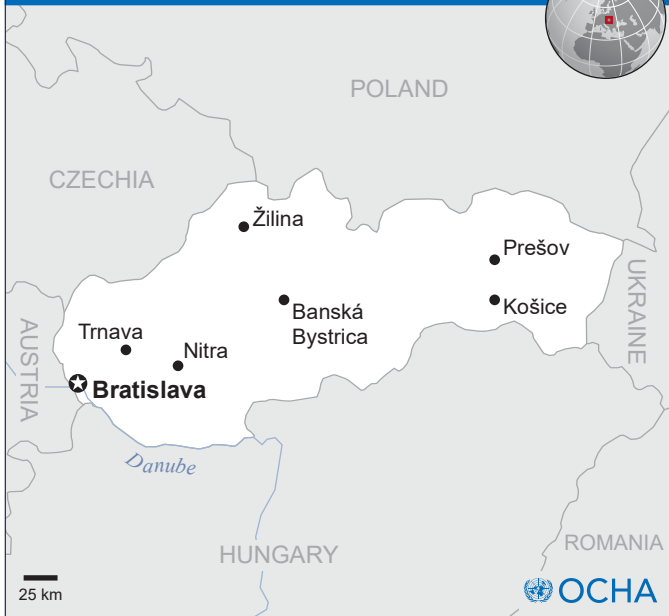 POLAND
CZECHIA
Žilina
Prešov
UKRAINE
Košice
Banská
Bystrica
AUSTRIA
Trnava
Nitra
Bratislava
Danube
HUNGARY
ROMANIA
25 km
OCHA